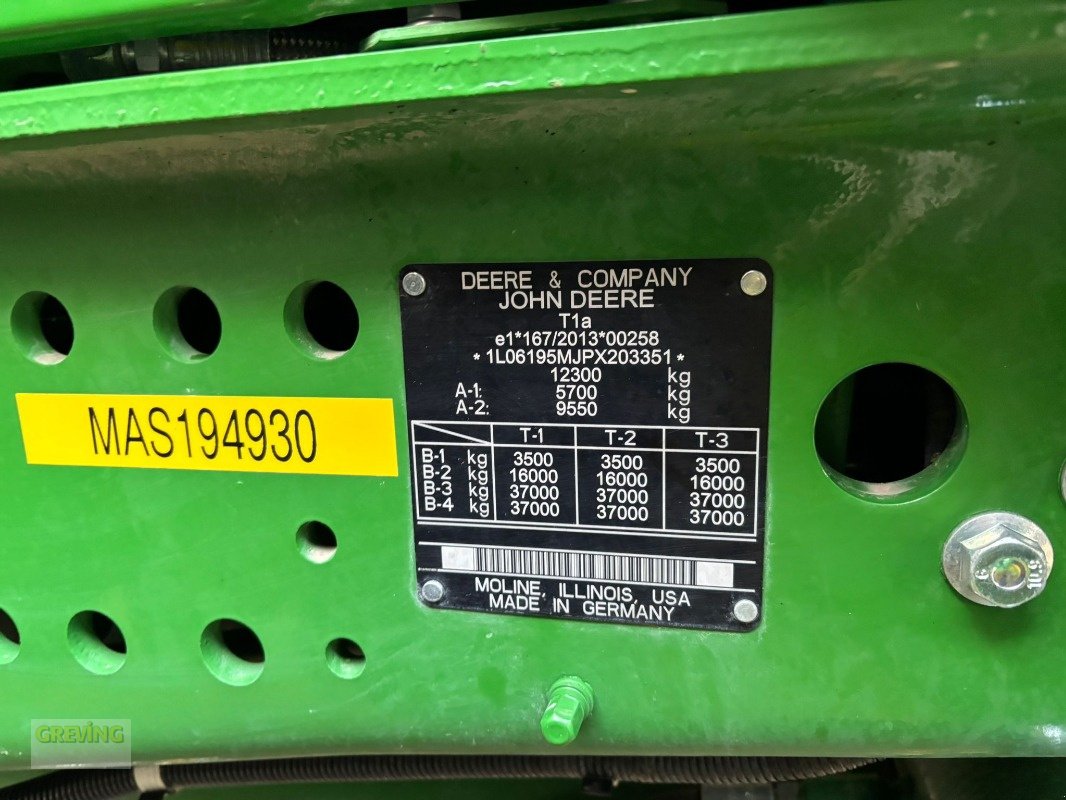 DEERE & COMPANY
JOHN DEERE
T1a
e1*167/2013*00258
*1L06195MJPX203351*
12300 kg
A-1: 5700 kg
A-2: 9550 kg
T-1 T-2 T-3
B-1 kg 3500 3500 3500
B-2 kg 16000 16000 16000
B-3 kg 37000 37000 37000
B-4 kg 37000 37000 37000
MOLINE, ILLINOIS, USA
MADE IN GERMANY
MAS194930
10.9
GREVING